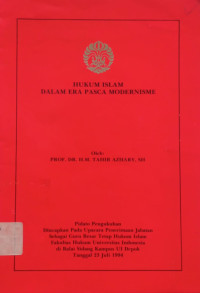 HUKUM ISLAM
DALAM ERA PASCA MODERNISME
Oleh:
PROF. DR. H.M. TAHIR AZHARY, SH
Pidato Pengukuhan
Diucapkan Pada Upacara Penerimaan Jabatan
Sebagai Guru Besar Tetap Hukum Islam
Fakultas Hukum Universitas Indonesia
di Balai Sidang Kampus UI Depok
Tanggal 23 Juli 1994